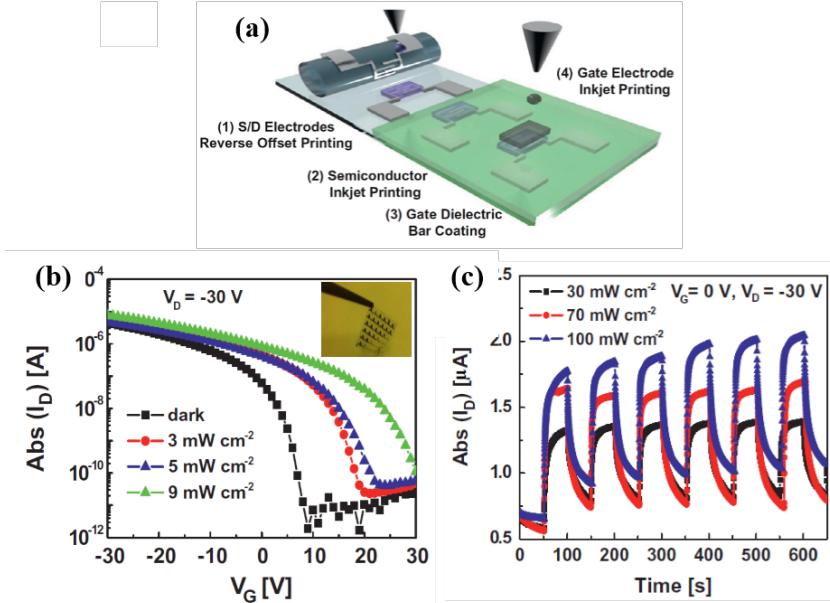 (a)
(4) Gate Electrode
Inkjet Printing
(1) S/D Electrodes
Reverse Offset Printing
(2) Semiconductor
Inkjet Printing
(3) Gate Dielectric
Bar Coating
(b)
V_D = -30 V
10^-4
10^-6
10^-8
10^-10
10^-12
Abs (I_D) [A]
dark
3 mW cm^-2
5 mW cm^-2
9 mW cm^-2
-30 -20 -10 0 10 20 30
V_G [V]
(c)
2.5
2.0
1.5
1.0
0.5
Abs (I_D) [µA]
30 mW cm^-2
70 mW cm^-2
100 mW cm^-2
V_G= 0 V, V_D = -30 V
0 100 200 300 400 500 600
Time [s]